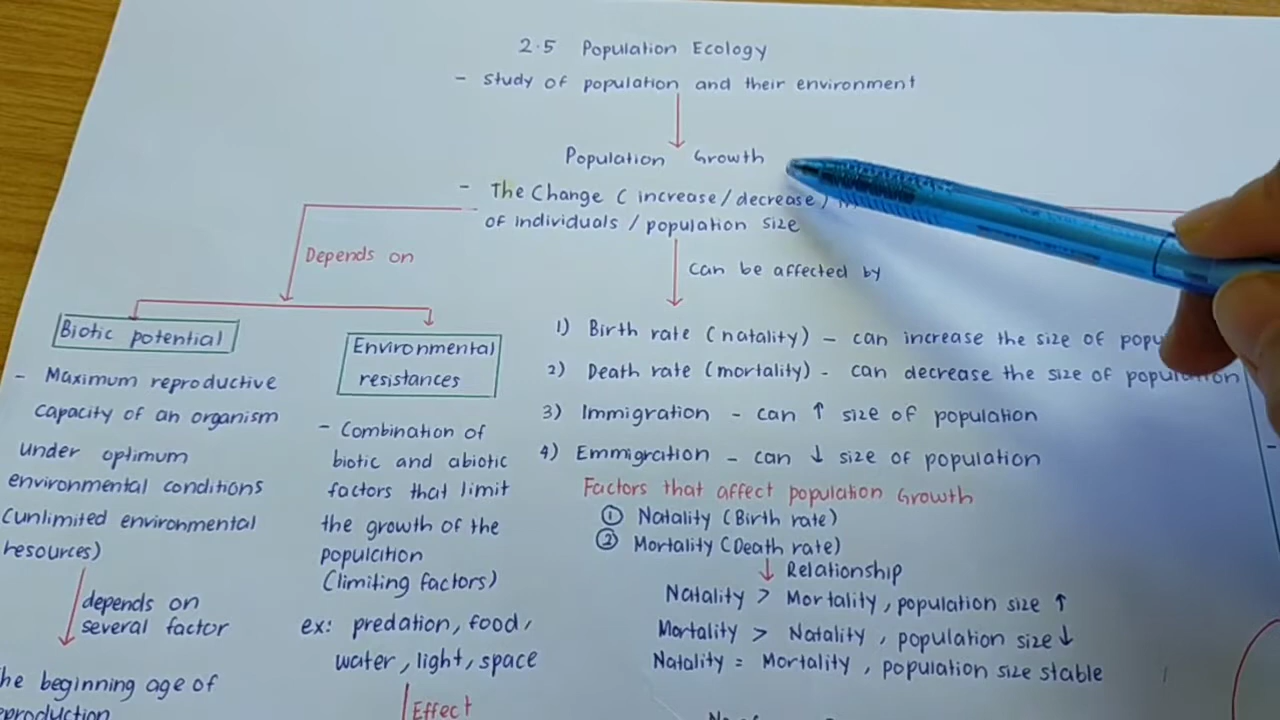 2.5 Population Ecology
- Study of population and their environment
Population Growth
- The Change ( increase / decrease )
of individuals / population size
Depends on
can be affected by
Biotic potential
- Maximum reproductive
capacity of an organism
under optimum
environmental conditions
(unlimited environmental
resources)
depends on
several factor
beginning age of
Environmental
resistances
- Combination of
biotic and abiotic
factors that limit
the growth of the
population
(limiting factors)
ex: predation, food,
water, light, space
Effect
1) Birth rate (natality) - can increase the size of
2) Death rate (mortality) - can decrease the size of population
3) Immigration - can ↑ size of population
4) Emmigration - can ↓ size of population
Factors that affect population Growth
① Natality (Birth rate)
② Mortality (Death rate)
Relationship
Natality > Mortality, population size ↑
Mortality > Natality, population size ↓
Natality = Mortality, population size stable